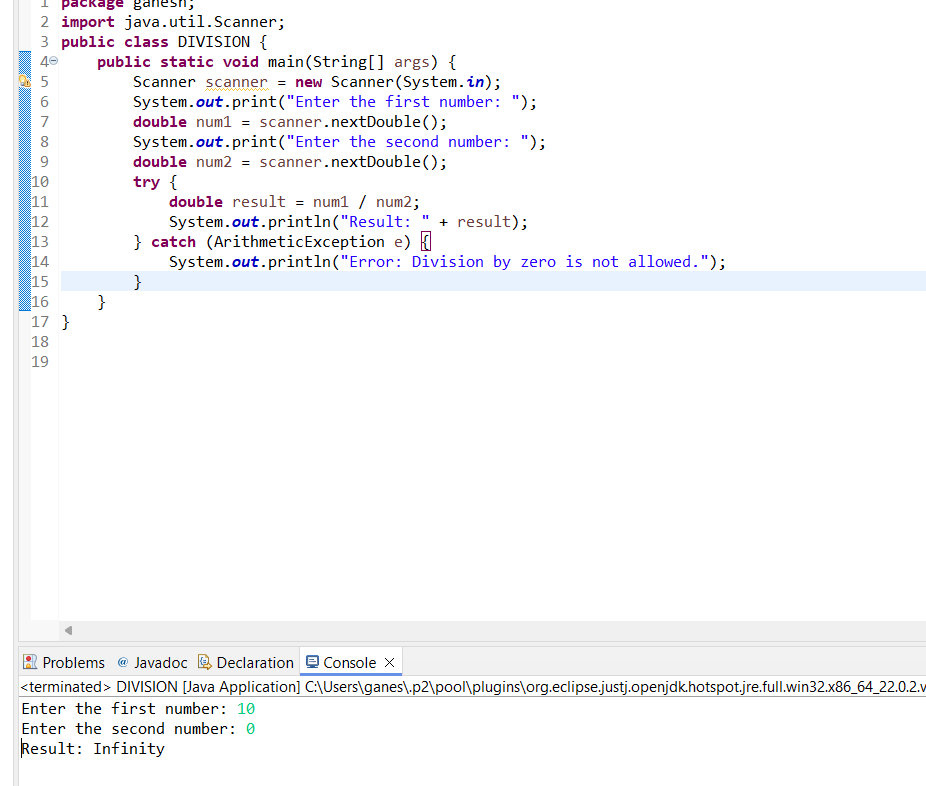 1 package ganesh;
2 import java.util.Scanner;
3 public class DIVISION {
4 public static void main(String[] args) {
5 Scanner scanner = new Scanner(System.in);
6 System.out.print("Enter the first number: ");
7 double num1 = scanner.nextDouble();
8 System.out.print("Enter the second number: ");
9 double num2 = scanner.nextDouble();
10 try {
11 double result = num1 / num2;
12 System.out.println("Result: " + result);
13 } catch (ArithmeticException e) {
14 System.out.println("Error: Division by zero is not allowed.");
15 }
16 }
17 }
18
19
Problems @ Javadoc Declaration Console
<terminated> DIVISION [Java Application] C:\Users\ganes\.p2\pool\plugins\org.eclipse.justj.openjdk.hotspot.jre.full.win32.x86_64_22.0.2.v
Enter the first number: 10
Enter the second number: 0
Result: Infinity